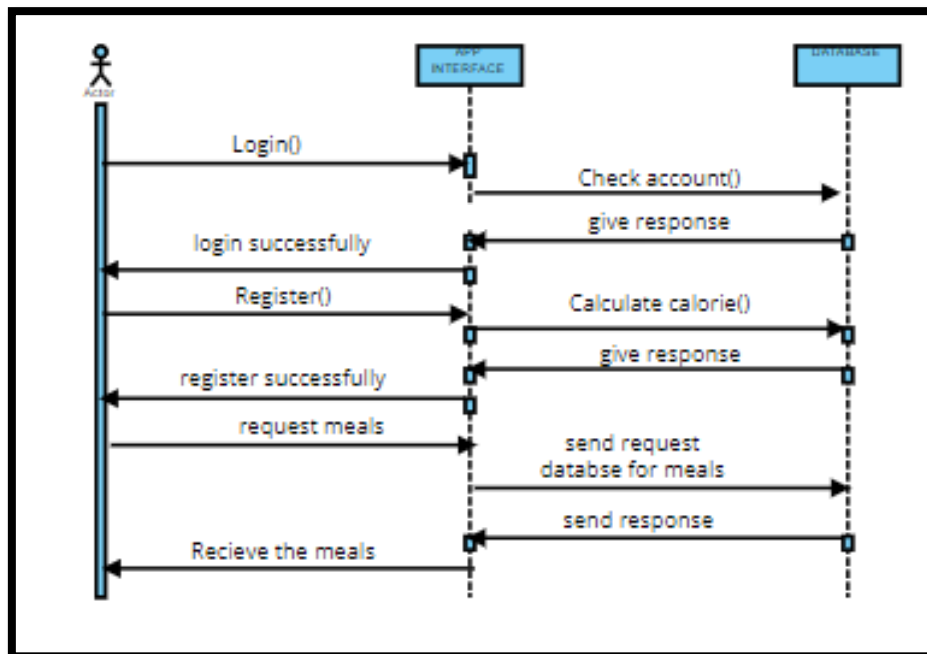 APP
INTERFACE
DATABASE
Actor
Login()
Check account()
give response
login successfully
Register()
Calculate calorie()
give response
register successfully
request meals
send request
databse for meals
send response
Recieve the meals